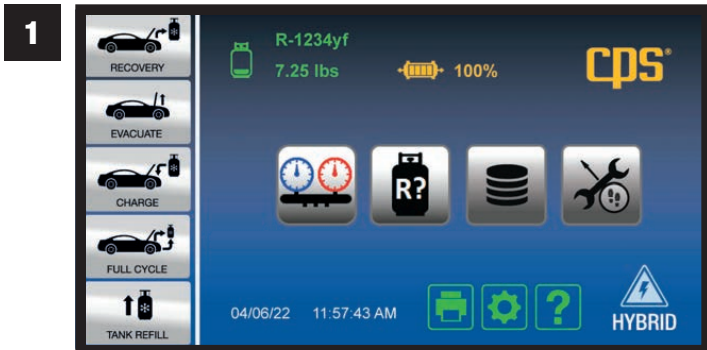 1
RECOVERY
EVACUATE
CHARGE
FULL CYCLE
TANK REFILL
R-1234yf
7.25 lbs
100%
cps®
R?
04/06/22 11:57:43 AM
?
HYBRID